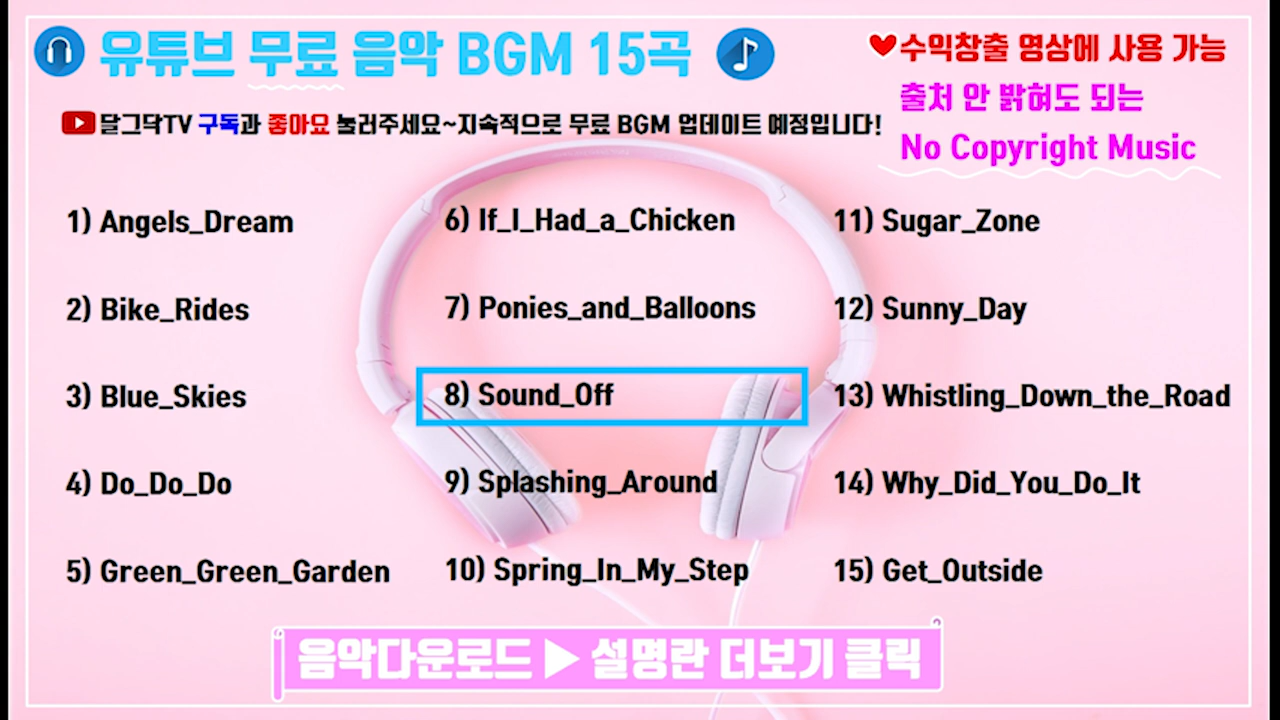 유튜브 무료 음악 BGM 15곡
❤수익창출 영상에 사용 가능
출처 안 밝혀도 되는
No Copyright Music
달그닥TV 구독과 좋아요 눌러주세요~지속적으로 무료 BGM 업데이트 예정입니다!
1) Angels_Dream
2) Bike_Rides
3) Blue_Skies
4) Do_Do_Do
5) Green_Green_Garden
6) If_I_Had_a_Chicken
7) Ponies_and_Balloons
8) Sound_Off
9) Splashing_Around
10) Spring_In_My_Step
11) Sugar_Zone
12) Sunny_Day
13) Whistling_Down_the_Road
14) Why_Did_You_Do_It
15) Get_Outside
음악다운로드▶설명란 더보기 클릭